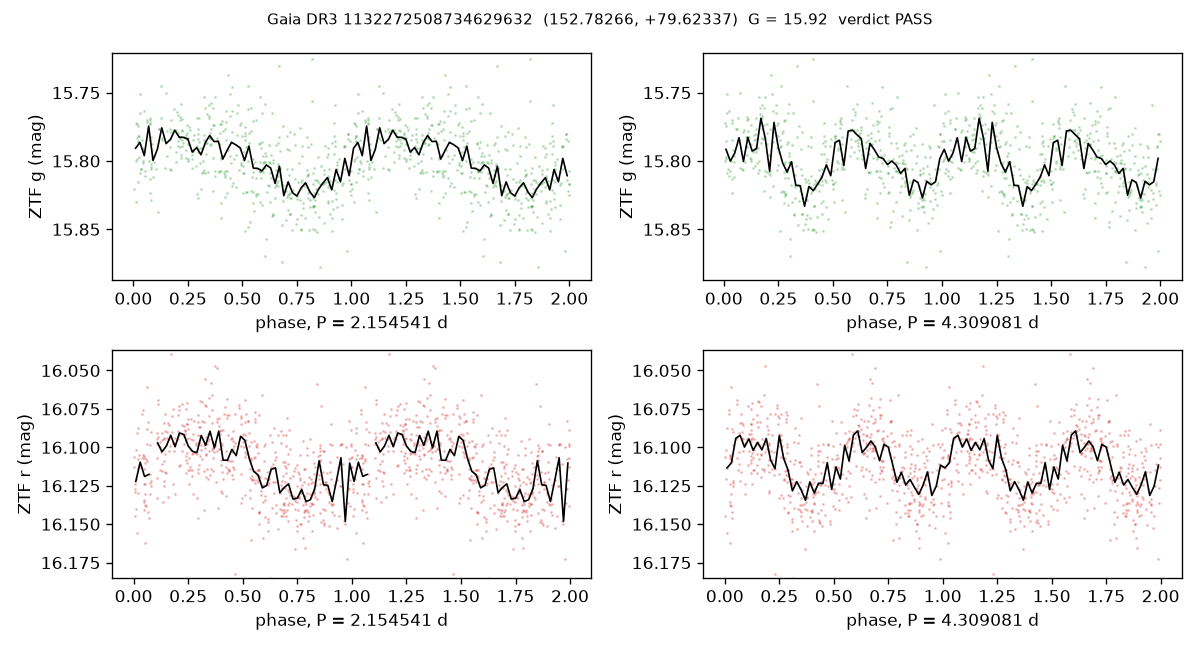 Gaia DR3 1132272508734629632  (152.78266, +79.62337)  G = 15.92  verdict PASS
ZTF g (mag)
15.75
15.80
15.85
0.00 0.25 0.50 0.75 1.00 1.25 1.50 1.75 2.00
phase, P = 2.154541 d
ZTF g (mag)
15.75
15.80
15.85
0.00 0.25 0.50 0.75 1.00 1.25 1.50 1.75 2.00
phase, P = 4.309081 d
ZTF r (mag)
16.050
16.075
16.100
16.125
16.150
16.175
0.00 0.25 0.50 0.75 1.00 1.25 1.50 1.75 2.00
phase, P = 2.154541 d
ZTF r (mag)
16.050
16.075
16.100
16.125
16.150
16.175
0.00 0.25 0.50 0.75 1.00 1.25 1.50 1.75 2.00
phase, P = 4.309081 d